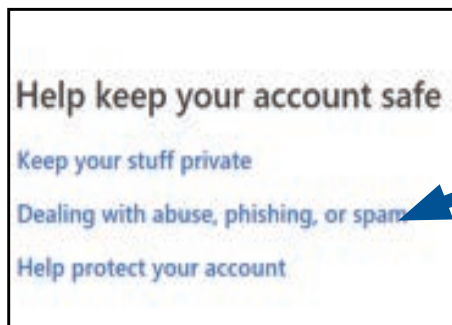 Help keep your account safe
Keep your stuff private
Dealing with abuse, phishing, or spam
Help protect your account